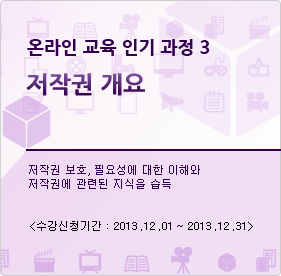 온라인 교육 인기 과정 3
저작권 개요
저작권 보호, 필요성에 대한 이해와
저작권에 관련된 지식을 습득
<수강신청기간 : 2013 .12 .01 ~ 2013 .12 .31>